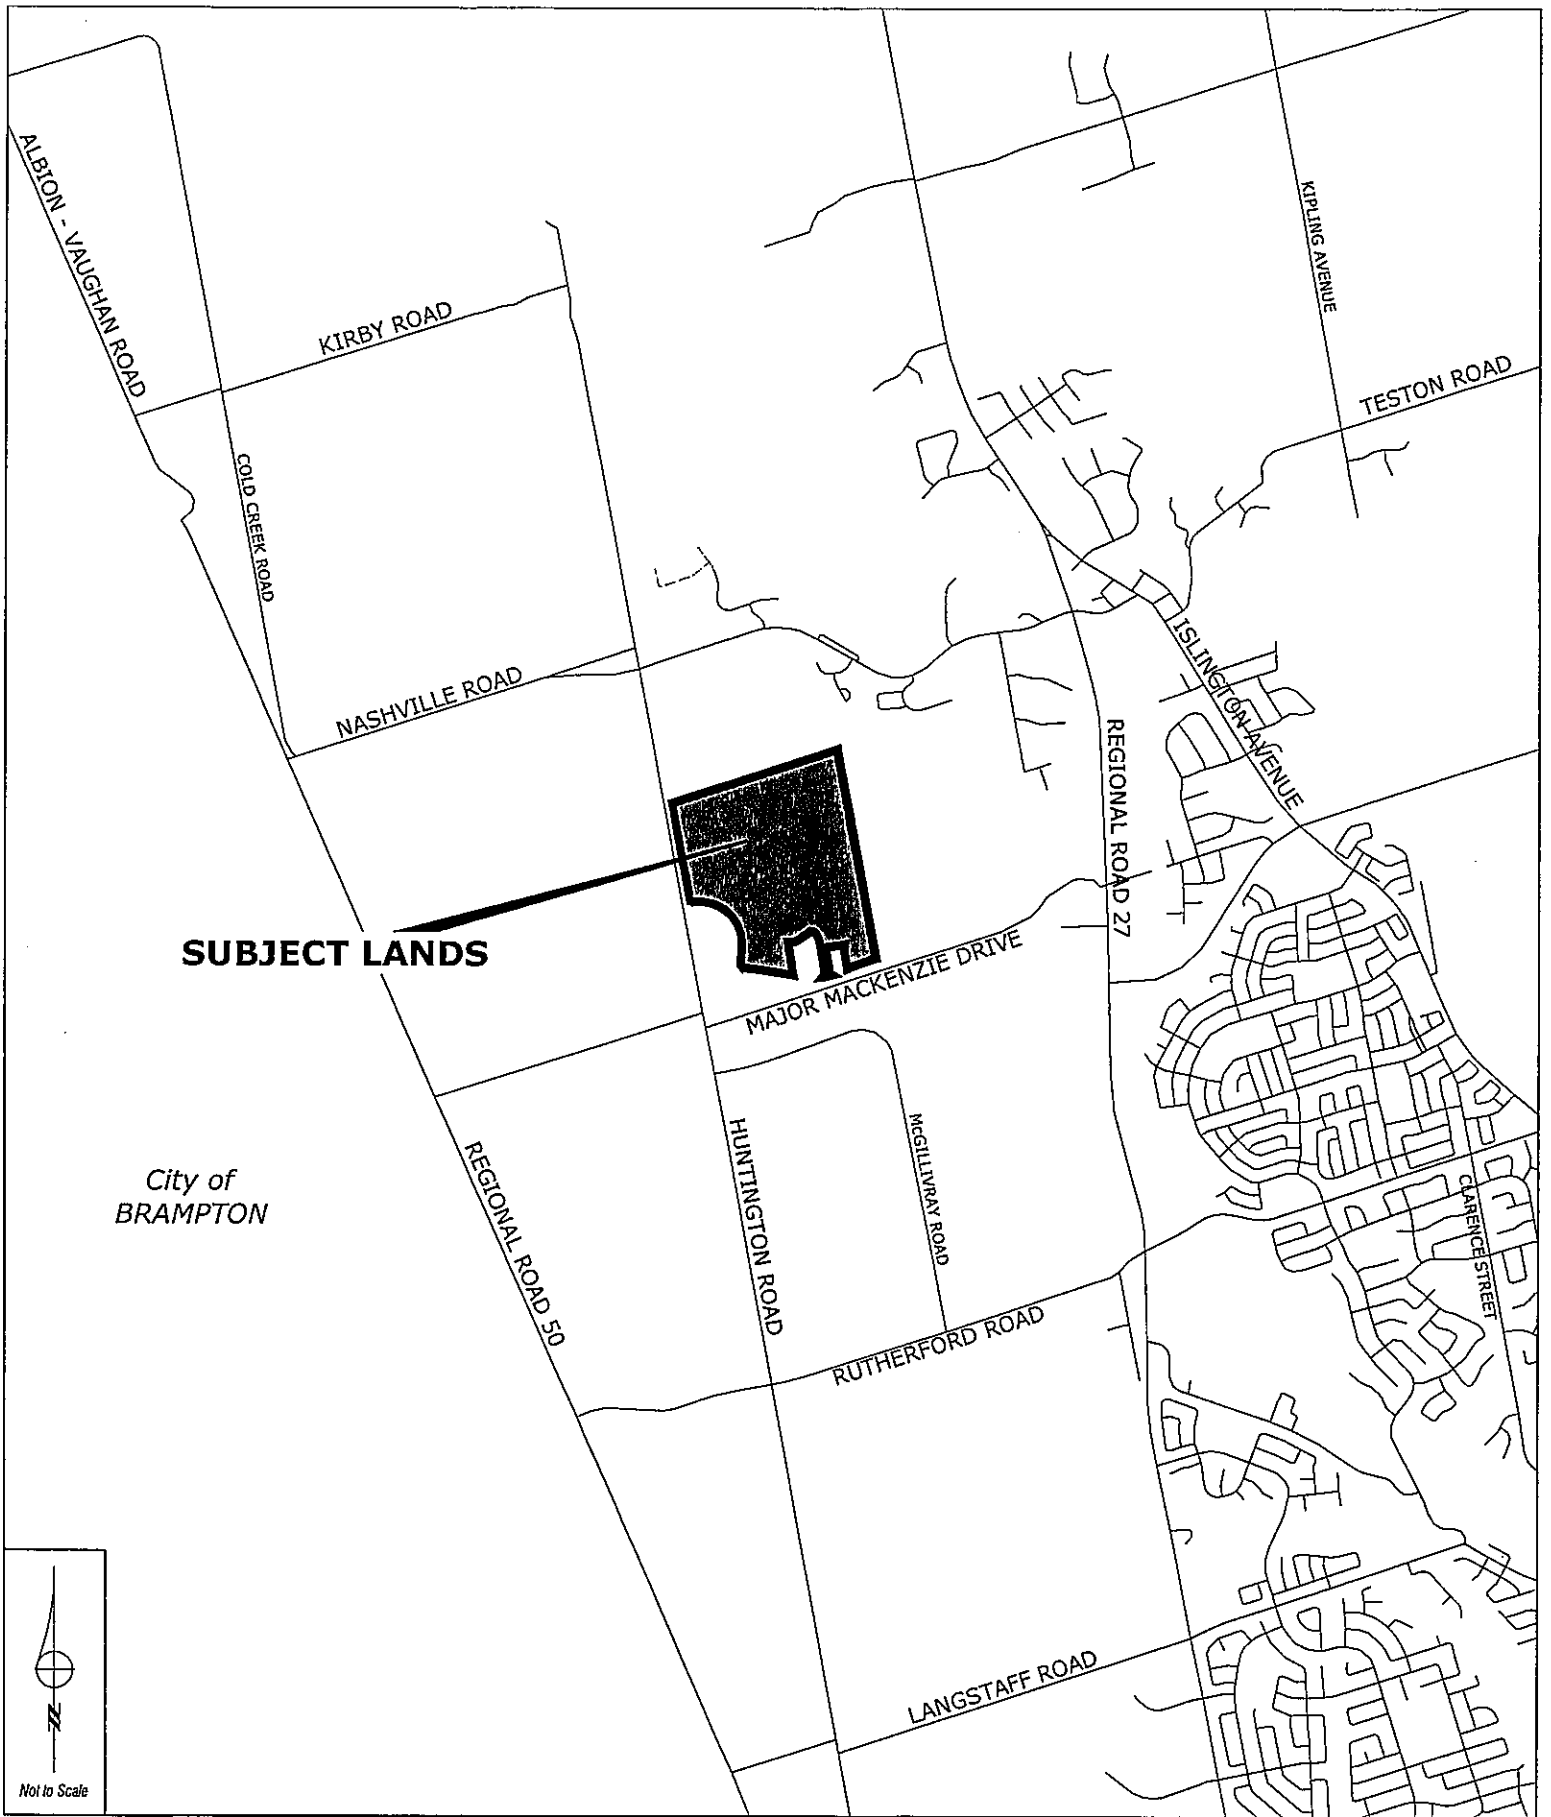 ALBION - VAUGHAN ROAD
KIPLING AVENUE
KIRBY ROAD
TESTON ROAD
COLD CREEK ROAD
ISLINGTON AVENUE
NASHVILLE ROAD
REGIONAL ROAD 27
SUBJECT LANDS
MAJOR MACKENZIE DRIVE
McGILLIVRAY ROAD
HUNTINGTON ROAD
REGIONAL ROAD 50
City of
BRAMPTON
CLARENCE STREET
RUTHERFORD ROAD
LANGSTAFF ROAD
N
Not to Scale